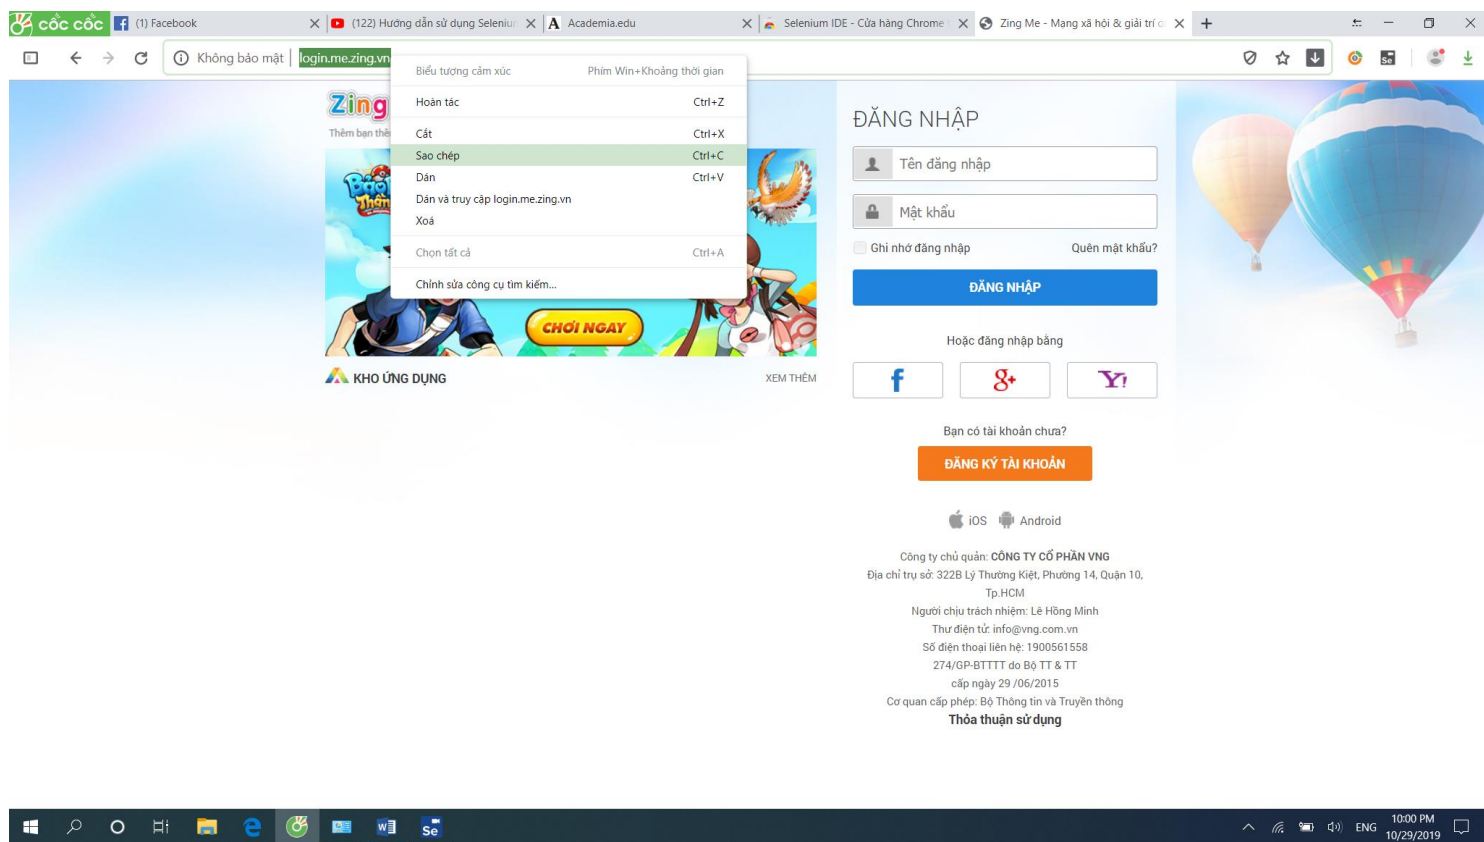 cốc cốc
(1) Facebook
(122) Hướng dẫn sử dụng Seleniu
Academia.edu
Selenium IDE - Cửa hàng Chrome
Zing Me - Mạng xã hội & giải trí
Không bảo mật
login.me.zing.vn
Biểu tượng cảm xúc Phím Win+Khoảng thời gian
Hoàn tác Ctrl+Z
Cắt Ctrl+X
Sao chép Ctrl+C
Dán Ctrl+V
Dán và truy cập login.me.zing.vn
Xoá
Chọn tất cả Ctrl+A
Chỉnh sửa công cụ tìm kiếm...
Zing
Thêm bạn
CHƠI NGAY
KHO ỨNG DỤNG
XEM THÊM
ĐĂNG NHẬP
Tên đăng nhập
Mật khẩu
Ghi nhớ đăng nhập Quên mật khẩu?
ĐĂNG NHẬP
Hoặc đăng nhập bằng
f
g+
Y!
Bạn có tài khoản chưa?
ĐĂNG KÝ TÀI KHOẢN
iOS Android
Công ty chủ quản: CÔNG TY CỔ PHẦN VNG
Địa chỉ trụ sở: 322B Lý Thường Kiệt, Phường 14, Quận 10,
Tp.HCM
Người chịu trách nhiệm: Lê Hồng Minh
Thư điện tử: info@vng.com.vn
Số điện thoại liên hệ: 1900561558
274/GP-BTTTT do Bộ TT & TT
cấp ngày 29 /06/2015
Cơ quan cấp phép: Bộ Thông tin và Truyền thông
Thỏa thuận sử dụng
Se
ENG
10:00 PM
10/29/2019